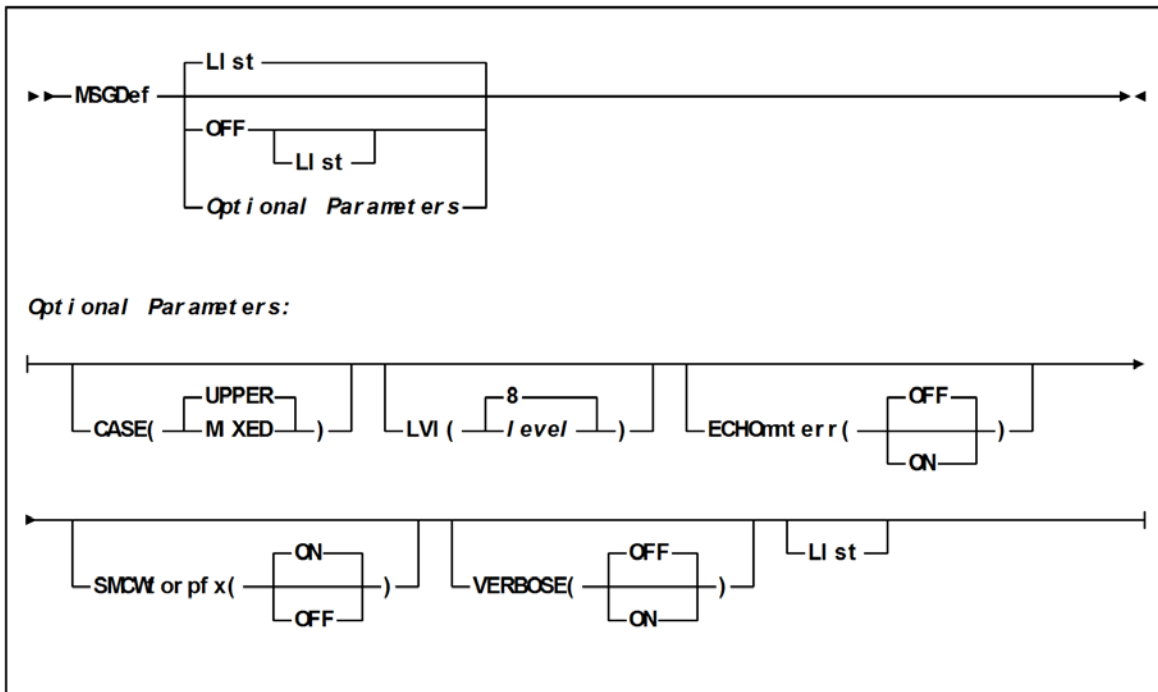 LIst
MSGDef
OFF
LIst
Optional Parameters
Optional Parameters:
UPPER
CASE( MIXED )
8
LVl( level )
OFF
ECHOmnterr( )
ON
ON
SMCWtorpfx( )
OFF
OFF
VERBOSE( )
ON
LIst